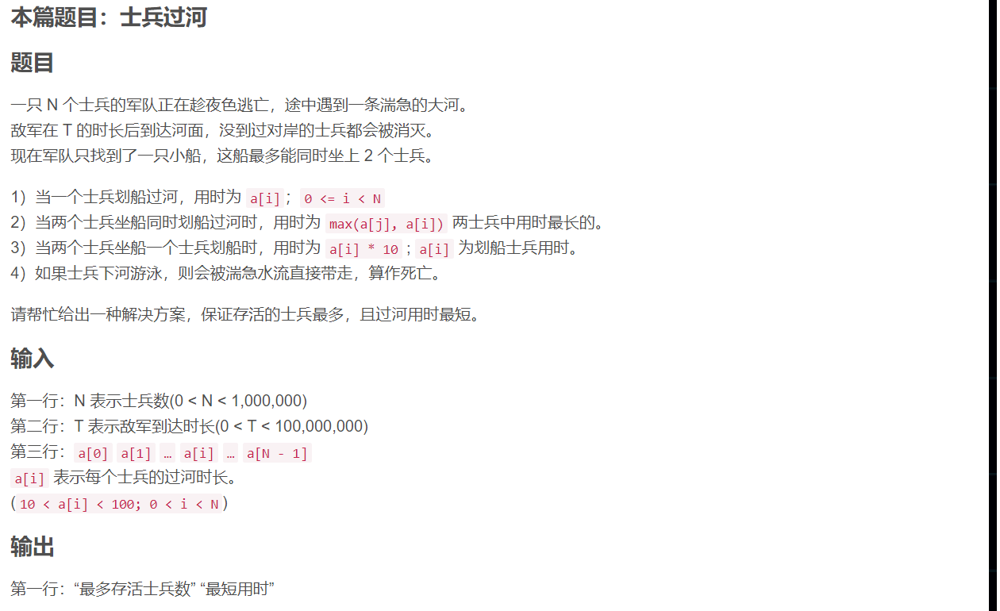 本篇题目：士兵过河
题目
一只 N 个士兵的军队正在趁夜色逃亡，途中遇到一条湍急的大河。
敌军在 T 的时长后到达河面，没到过对岸的士兵都会被消灭。
现在军队只找到了一只小船，这船最多能同时坐上 2 个士兵。
1）当一个士兵划船过河，用时为 a[i]；0 <= i < N
2）当两个士兵坐船同时划船过河时，用时为 max(a[j], a[i]) 两士兵中用时最长的。
3）当两个士兵坐船一个士兵划船时，用时为 a[i] * 10；a[i] 为划船士兵用时。
4）如果士兵下河游泳，则会被湍急水流直接带走，算作死亡。
请帮忙给出一种解决方案，保证存活的士兵最多，且过河用时最短。
输入
第一行：N 表示士兵数(0 < N < 1,000,000)
第二行：T 表示敌军到达时长(0 < T < 100,000,000)
第三行：a[0] a[1] … a[i] … a[N - 1]
a[i] 表示每个士兵的过河时长。
(10 < a[i] < 100; 0 < i < N)
输出
第一行：“最多存活士兵数” “最短用时”